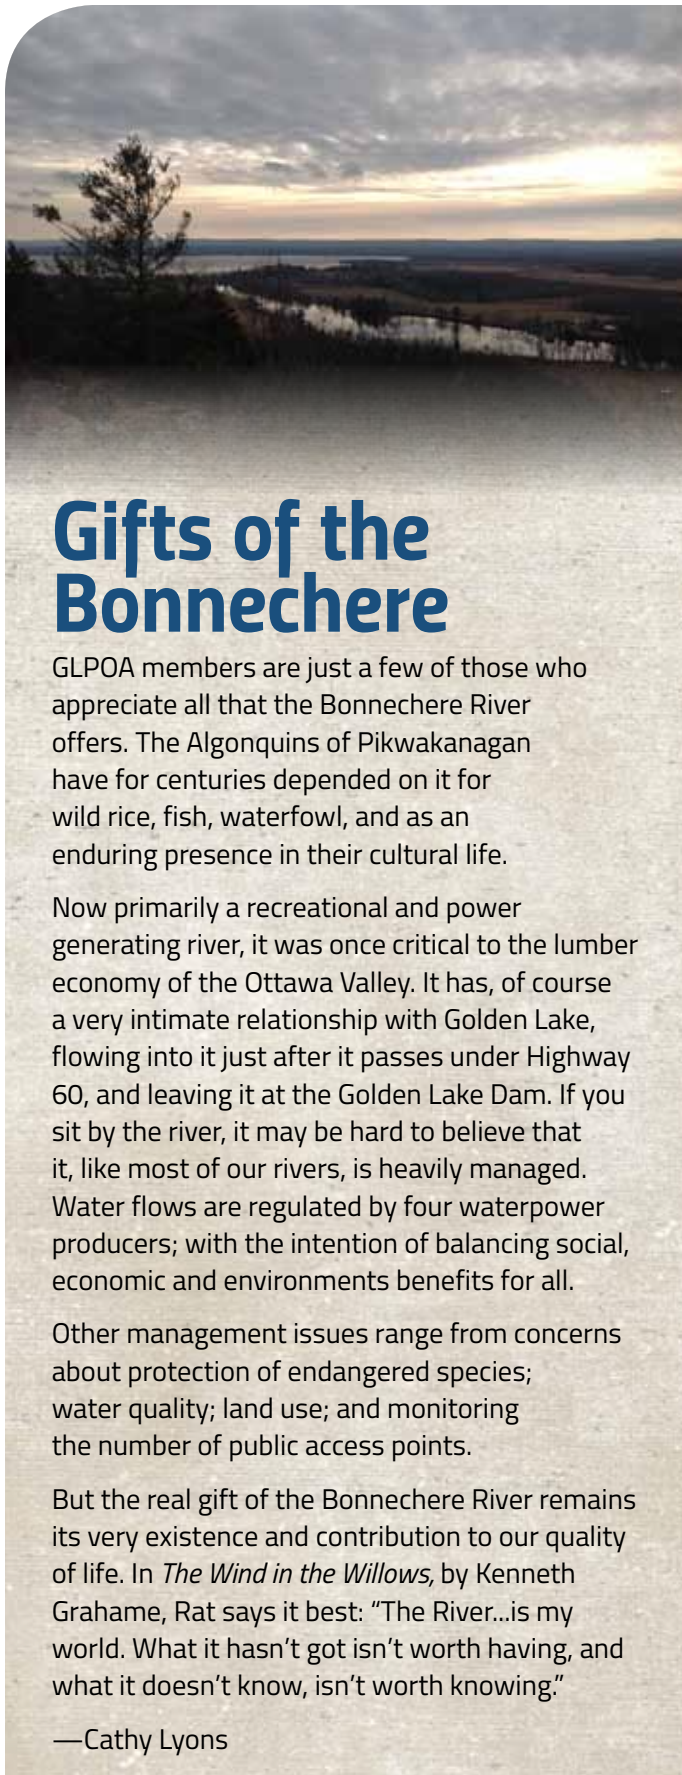 Gifts of the
Bonnechere
GLPOA members are just a few of those who
appreciate all that the Bonnechere River
offers. The Algonquins of Pikwakanagan
have for centuries depended on it for
wild rice, fish, waterfowl, and as an
enduring presence in their cultural life.
Now primarily a recreational and power
generating river, it was once critical to the lumber
economy of the Ottawa Valley. It has, of course
a very intimate relationship with Golden Lake,
flowing into it just after it passes under Highway
60, and leaving it at the Golden Lake Dam. If you
sit by the river, it may be hard to believe that
it, like most of our rivers, is heavily managed.
Water flows are regulated by four waterpower
producers; with the intention of balancing social,
economic and environments benefits for all.
Other management issues range from concerns
about protection of endangered species;
water quality; land use; and monitoring
the number of public access points.
But the real gift of the Bonnechere River remains
its very existence and contribution to our quality
of life. In The Wind in the Willows, by Kenneth
Grahame, Rat says it best: “The River...is my
world. What it hasn’t got isn’t worth having, and
what it doesn’t know, isn’t worth knowing.”
—Cathy Lyons